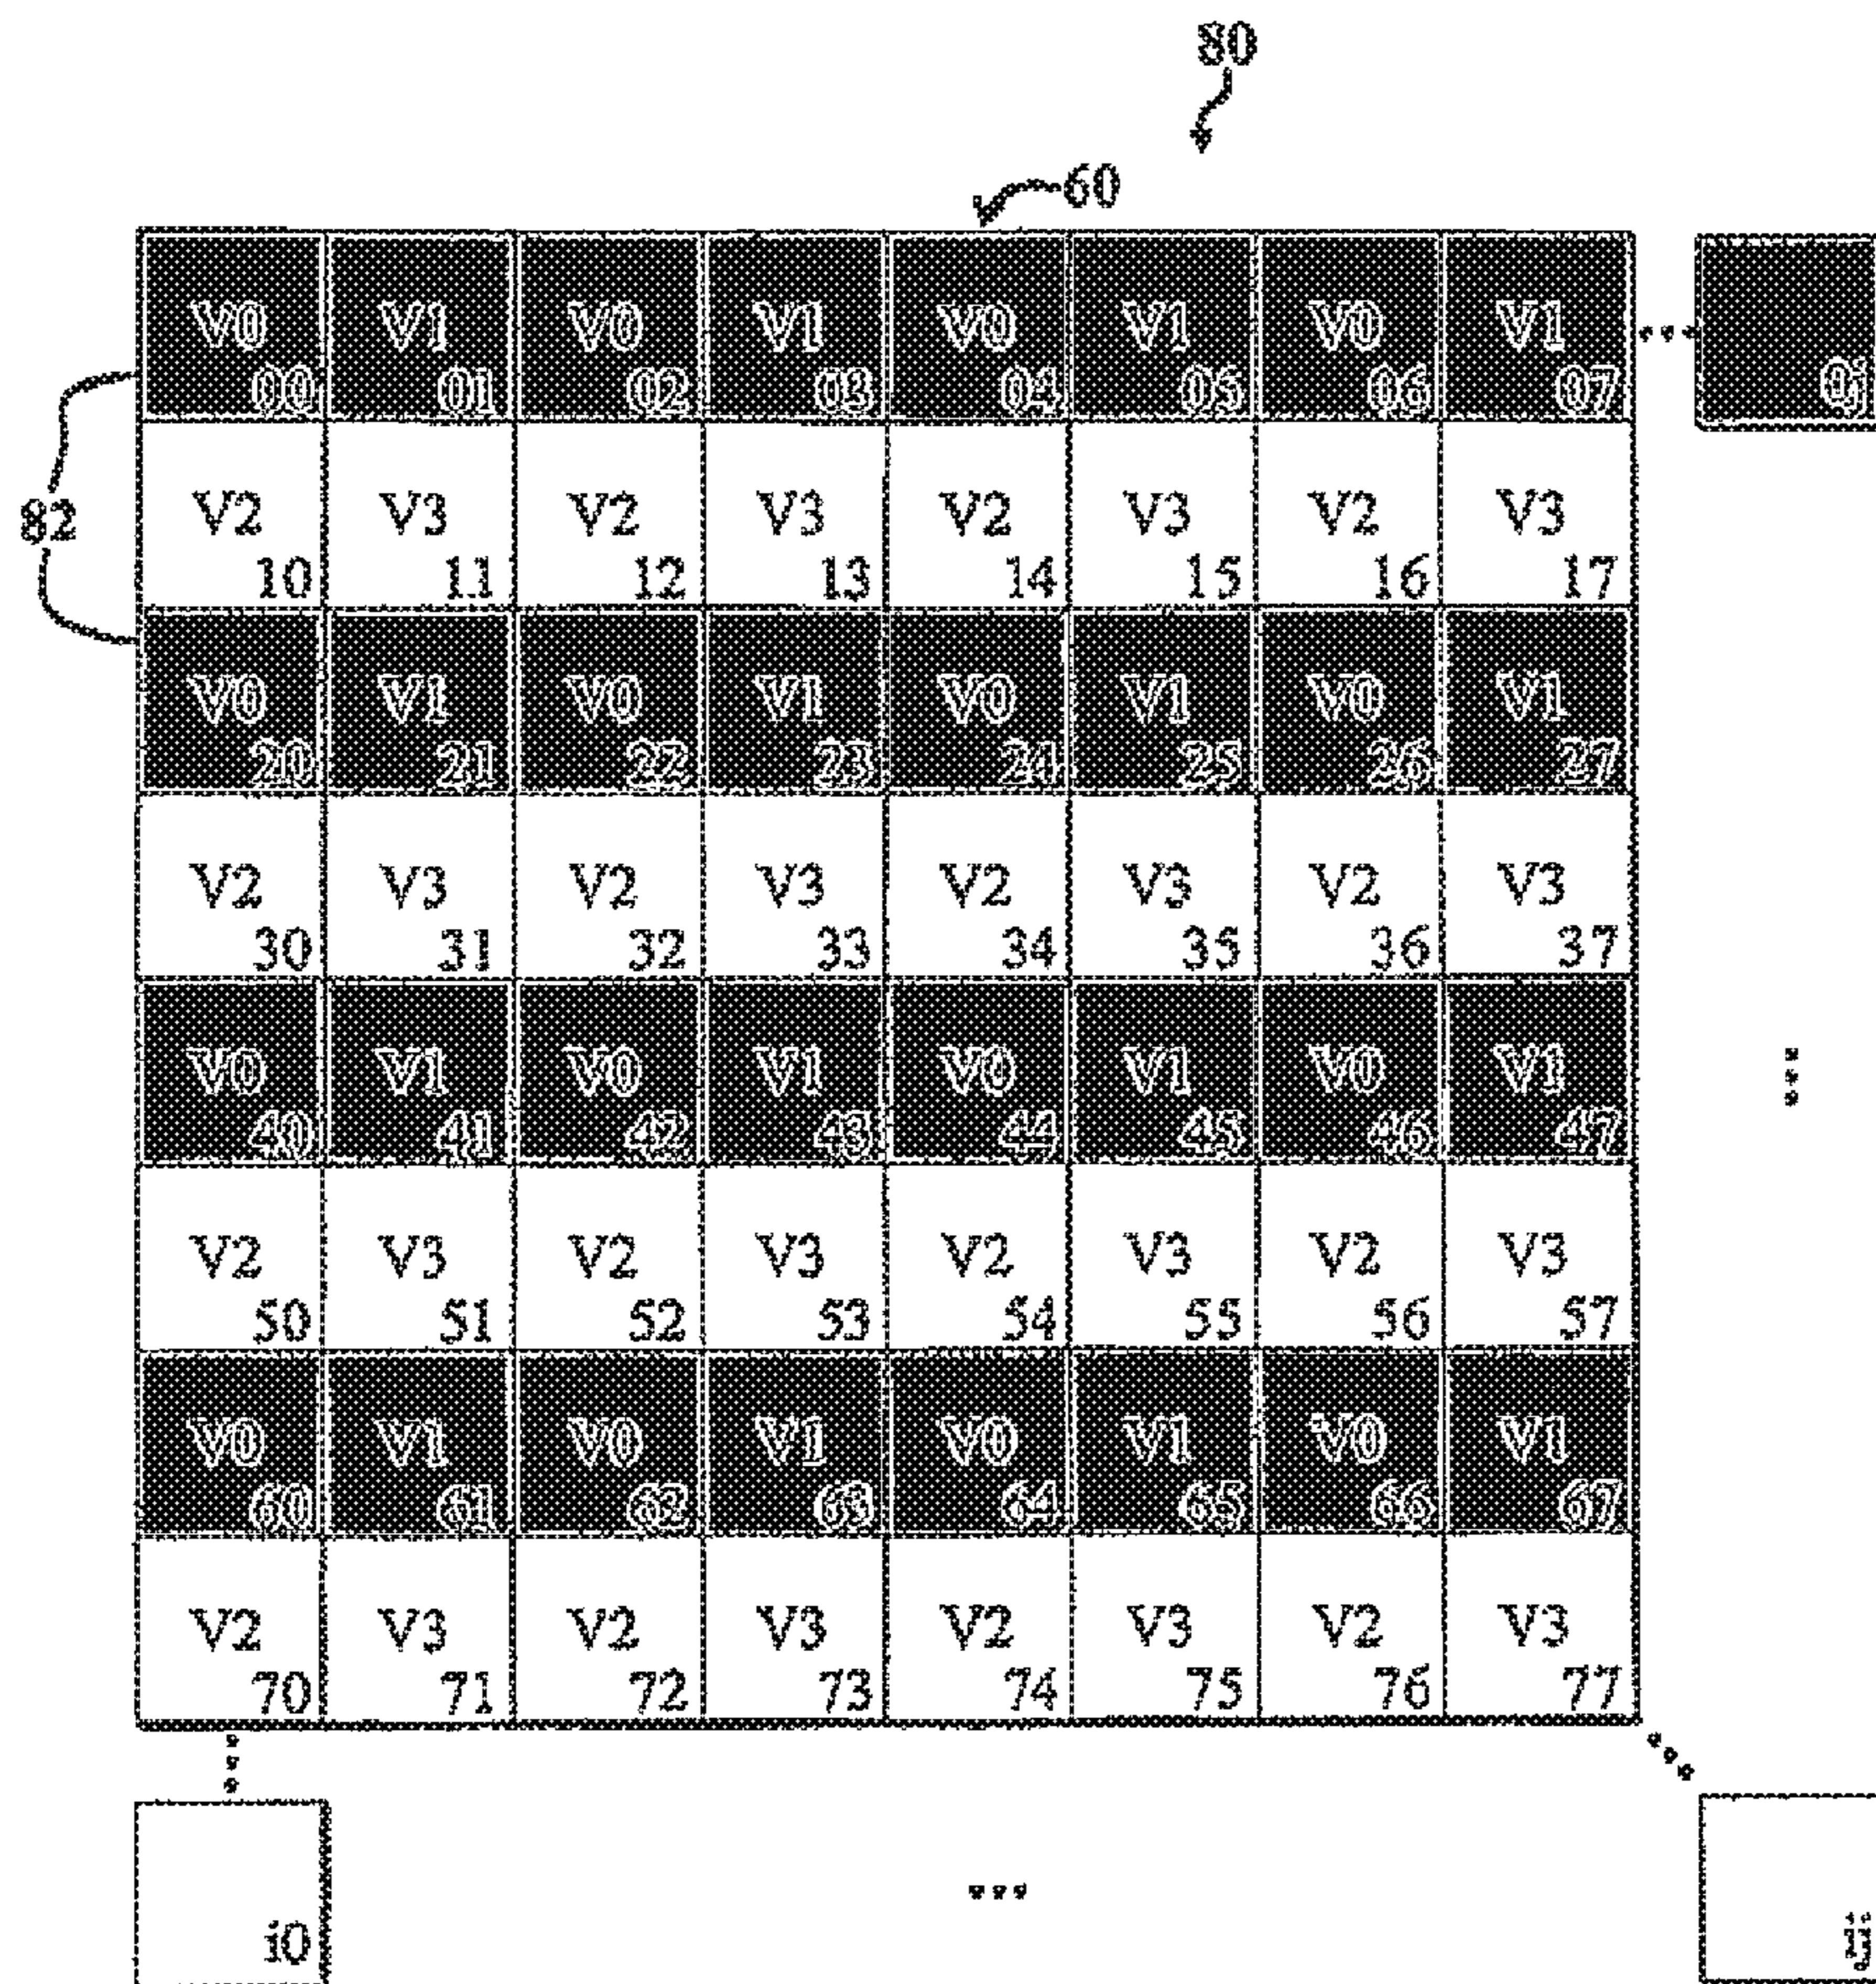 80
60
V0 V1 V0 V1 V0 V1 V0 V1
00 01 02 03 04 05 06 07 0j
82
V2 V3 V2 V3 V2 V3 V2 V3
10 11 12 13 14 15 16 17
V0 V1 V0 V1 V0 V1 V0 V1
20 21 22 23 24 25 26 27
V2 V3 V2 V3 V2 V3 V2 V3
30 31 32 33 34 35 36 37
V0 V1 V0 V1 V0 V1 V0 V1
40 41 42 43 44 45 46 47
V2 V3 V2 V3 V2 V3 V2 V3
50 51 52 53 54 55 56 57
V0 V1 V0 V1 V0 V1 V0 V1
60 61 62 63 64 65 66 67
V2 V3 V2 V3 V2 V3 V2 V3
70 71 72 73 74 75 76 77
i0 ij